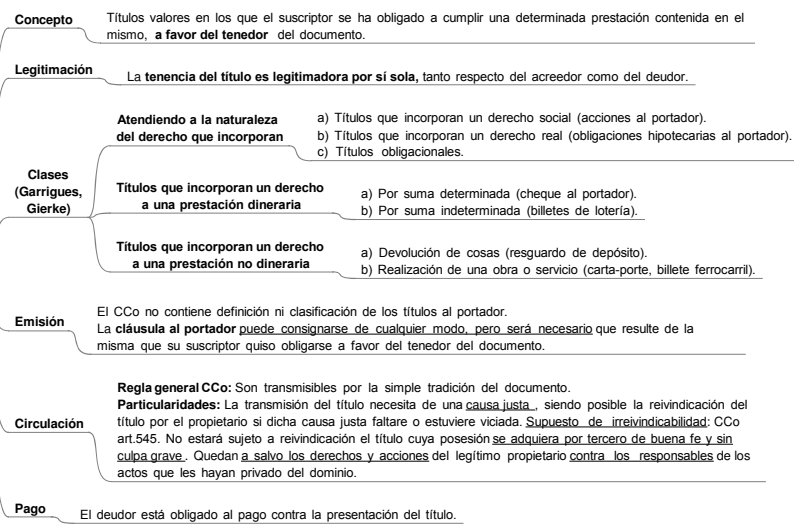 Concepto
Títulos valores en los que el suscriptor se ha obligado a cumplir una determinada prestación contenida en el
mismo, a favor del tenedor del documento.
Legitimación
La tenencia del título es legitimadora por sí sola, tanto respecto del acreedor como del deudor.
Clases
(Garrigues,
Gierke)
Atendiendo a la naturaleza
del derecho que incorporan
a) Títulos que incorporan un derecho social (acciones al portador).
b) Títulos que incorporan un derecho real (obligaciones hipotecarias al portador).
c) Títulos obligacionales.
Títulos que incorporan un derecho
a una prestación dineraria
a) Por suma determinada (cheque al portador).
b) Por suma indeterminada (billetes de lotería).
Títulos que incorporan un derecho
a una prestación no dineraria
a) Devolución de cosas (resguardo de depósito).
b) Realización de una obra o servicio (carta-porte, billete ferrocarril).
Emisión
El CCo no contiene definición ni clasificación de los títulos al portador.
La cláusula al portador puede consignarse de cualquier modo, pero será necesario que resulte de la
misma que su suscriptor quiso obligarse a favor del tenedor del documento.
Circulación
Regla general CCo: Son transmisibles por la simple tradición del documento.
Particularidades: La transmisión del título necesita de una causa justa , siendo posible la reivindicación del
título por el propietario si dicha causa justa faltare o estuviere viciada. Supuesto de irreivindicabilidad: CCo
art.545. No estará sujeto a reivindicación el título cuya posesión se adquiera por tercero de buena fe y sin
culpa grave . Quedan a salvo los derechos y acciones del legítimo propietario contra los responsables de los
actos que les hayan privado del dominio.
Pago
El deudor está obligado al pago contra la presentación del título.